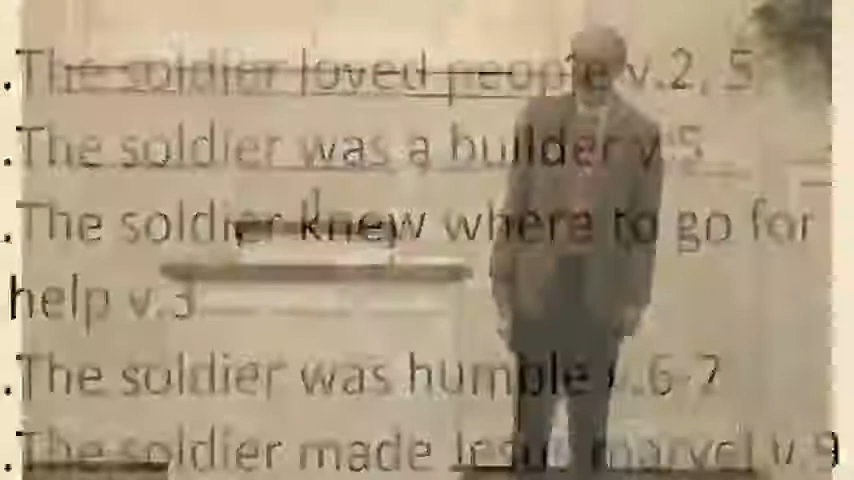 .The soldier loved people v.2, 5
.The soldier was a builder v.5
.The soldier knew where to go for
help v.3
.The soldier was humble v.6-7
.The soldier made Jesus marvel v.9